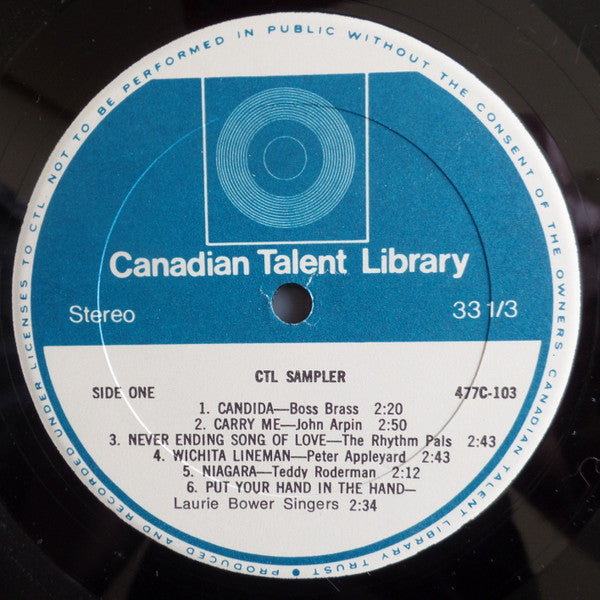 PRODUCED AND RECORDED UNDER LICENSES TO CTL NOT TO BE PERFORMED IN PUBLIC WITHOUT THE CONSENT OF THE OWNERS. CANADIAN TALENT LIBRARY TRUST •
Canadian Talent Library
Stereo 33 1/3
CTL SAMPLER
SIDE ONE 477C-103
1. CANDIDA—Boss Brass 2:20
2. CARRY ME—John Arpin 2:50
3. NEVER ENDING SONG OF LOVE—The Rhythm Pals 2:43
4. WICHITA LINEMAN—Peter Appleyard 2:43
5. NIAGARA—Teddy Roderman 2:12
6. PUT YOUR HAND IN THE HAND—
Laurie Bower Singers 2:34